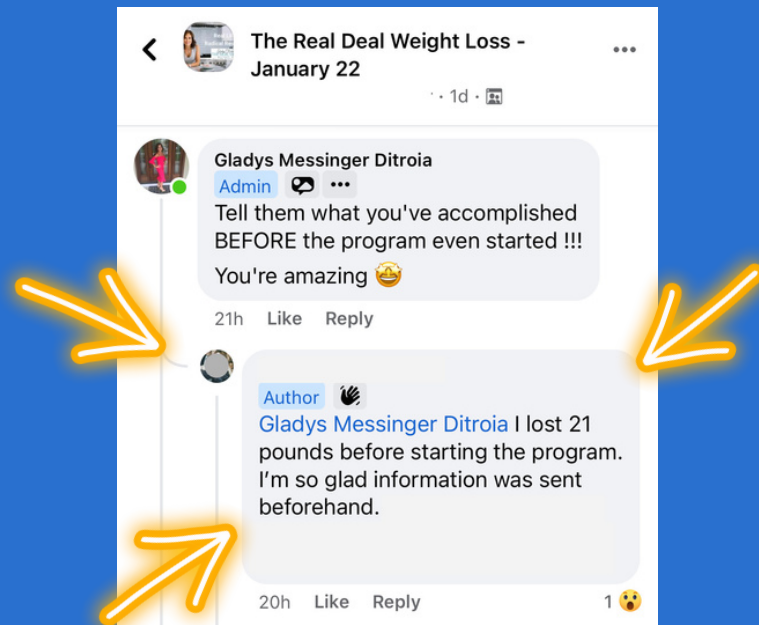 The Real Deal Weight Loss -
January 22
· 1d ·
Gladys Messinger Ditroia
Admin
Tell them what you've accomplished
BEFORE the program even started !!!
You're amazing 🤩
21h Like Reply
Author
Gladys Messinger Ditroia I lost 21
pounds before starting the program.
I'm so glad information was sent
beforehand.
20h Like Reply 1 😮